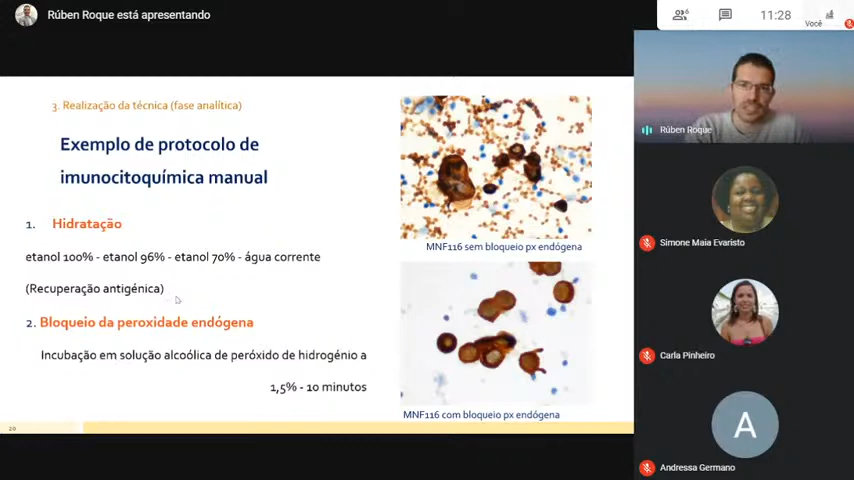 Rúben Roque está apresentando
6
11:28
Você
3. Realização da técnica (fase analítica)
Exemplo de protocolo de
imunocitoquímica manual
1. Hidratação
etanol 100% - etanol 96% - etanol 70% - água corrente
(Recuperação antigénica)
2. Bloqueio da peroxidade endógena
Incubação em solução alcoólica de peróxido de hidrogénio a
1,5% - 10 minutos
MNF116 sem bloqueio px endógena
MNF116 com bloqueio px endógena
20
Rúben Roque
Simone Maia Evaristo
Carla Pinheiro
A
Andressa Germano